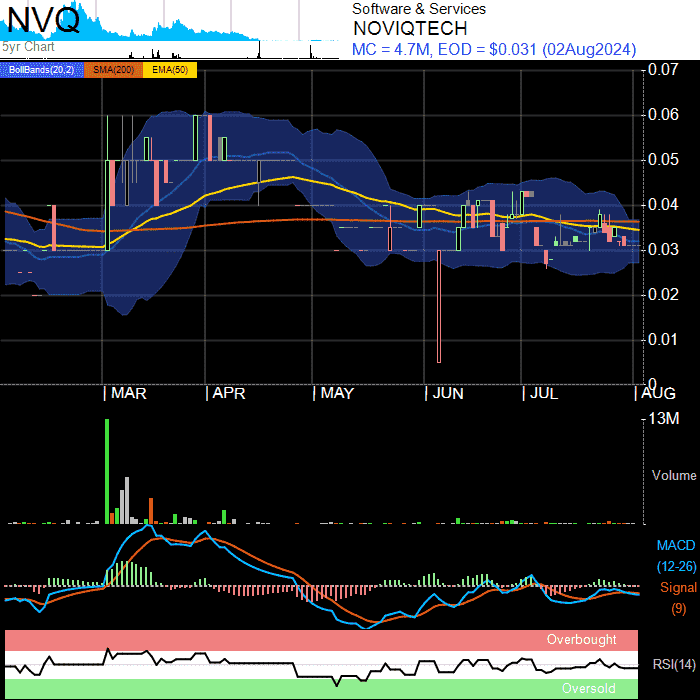 NVQ
5yr Chart
Software & Services
NOVIQTECH
MC = 4.7M, EOD = $0.031 (02Aug2024)
BollBands(20,2) SMA(200) EMA(50)
0.07
0.06
0.05
0.04
0.03
0.02
0.01
0
MAR APR MAY JUN JUL AUG
13M
Volume
MACD
(12-26)
Signal
(9)
Overbought
RSI(14)
Oversold